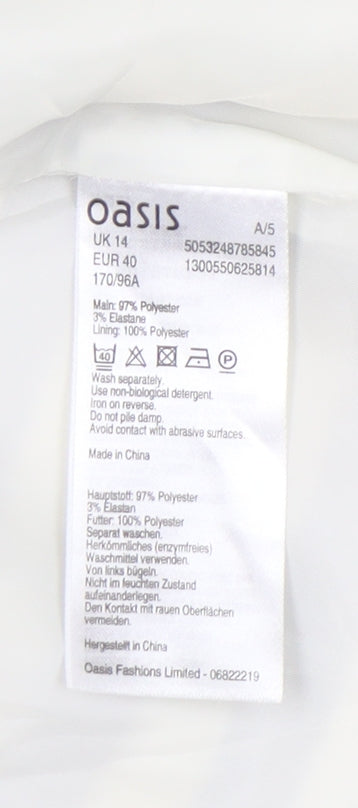 oasis
A/5
UK 14 5053248785845
EUR 40 1300550625814
170/96A
Main: 97% Polyester
3% Elastane
Lining: 100% Polyester
40 P
Wash separately.
Use non-biological detergent.
Iron on reverse.
Do not pile damp.
Avoid contact with abrasive surfaces.
Made in China
Hauptstoff: 97% Polyester
3% Elastan
Futter: 100% Polyester
Separat waschen.
Herkömmliches (enzymfreies)
Waschmittel verwenden.
Von links bügeln.
Nicht im feuchten Zustand
aufeinanderlegen.
Den Kontakt mit rauen Oberflächen
vermeiden.
Hergestellt in China
Oasis Fashions Limited - 06822219